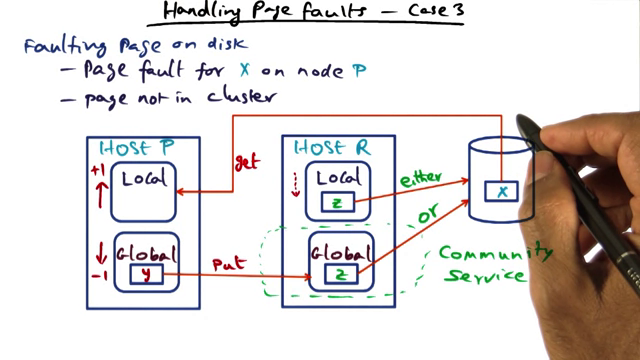 Handling Page faults - Case 3
Faulting Page on disk
- Page fault for X on node P
- page not in cluster
HOST P
HOST R
+1
Local
get
Local
z
either
X
or
Global
y
-1
Put
Global
z
Community
Service